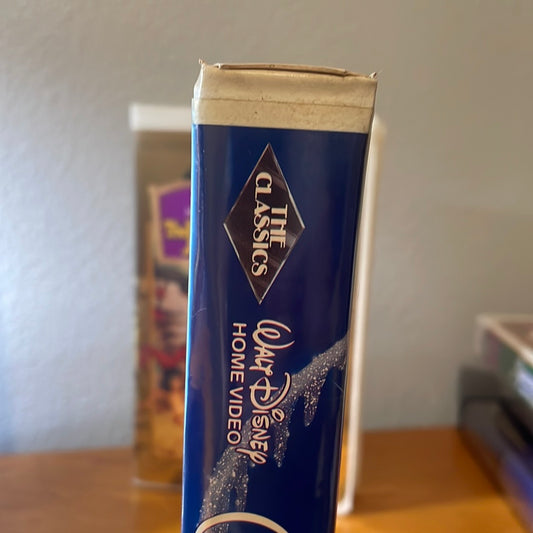 THE
CLASSICS
WALT DISNEY
HOME VIDEO